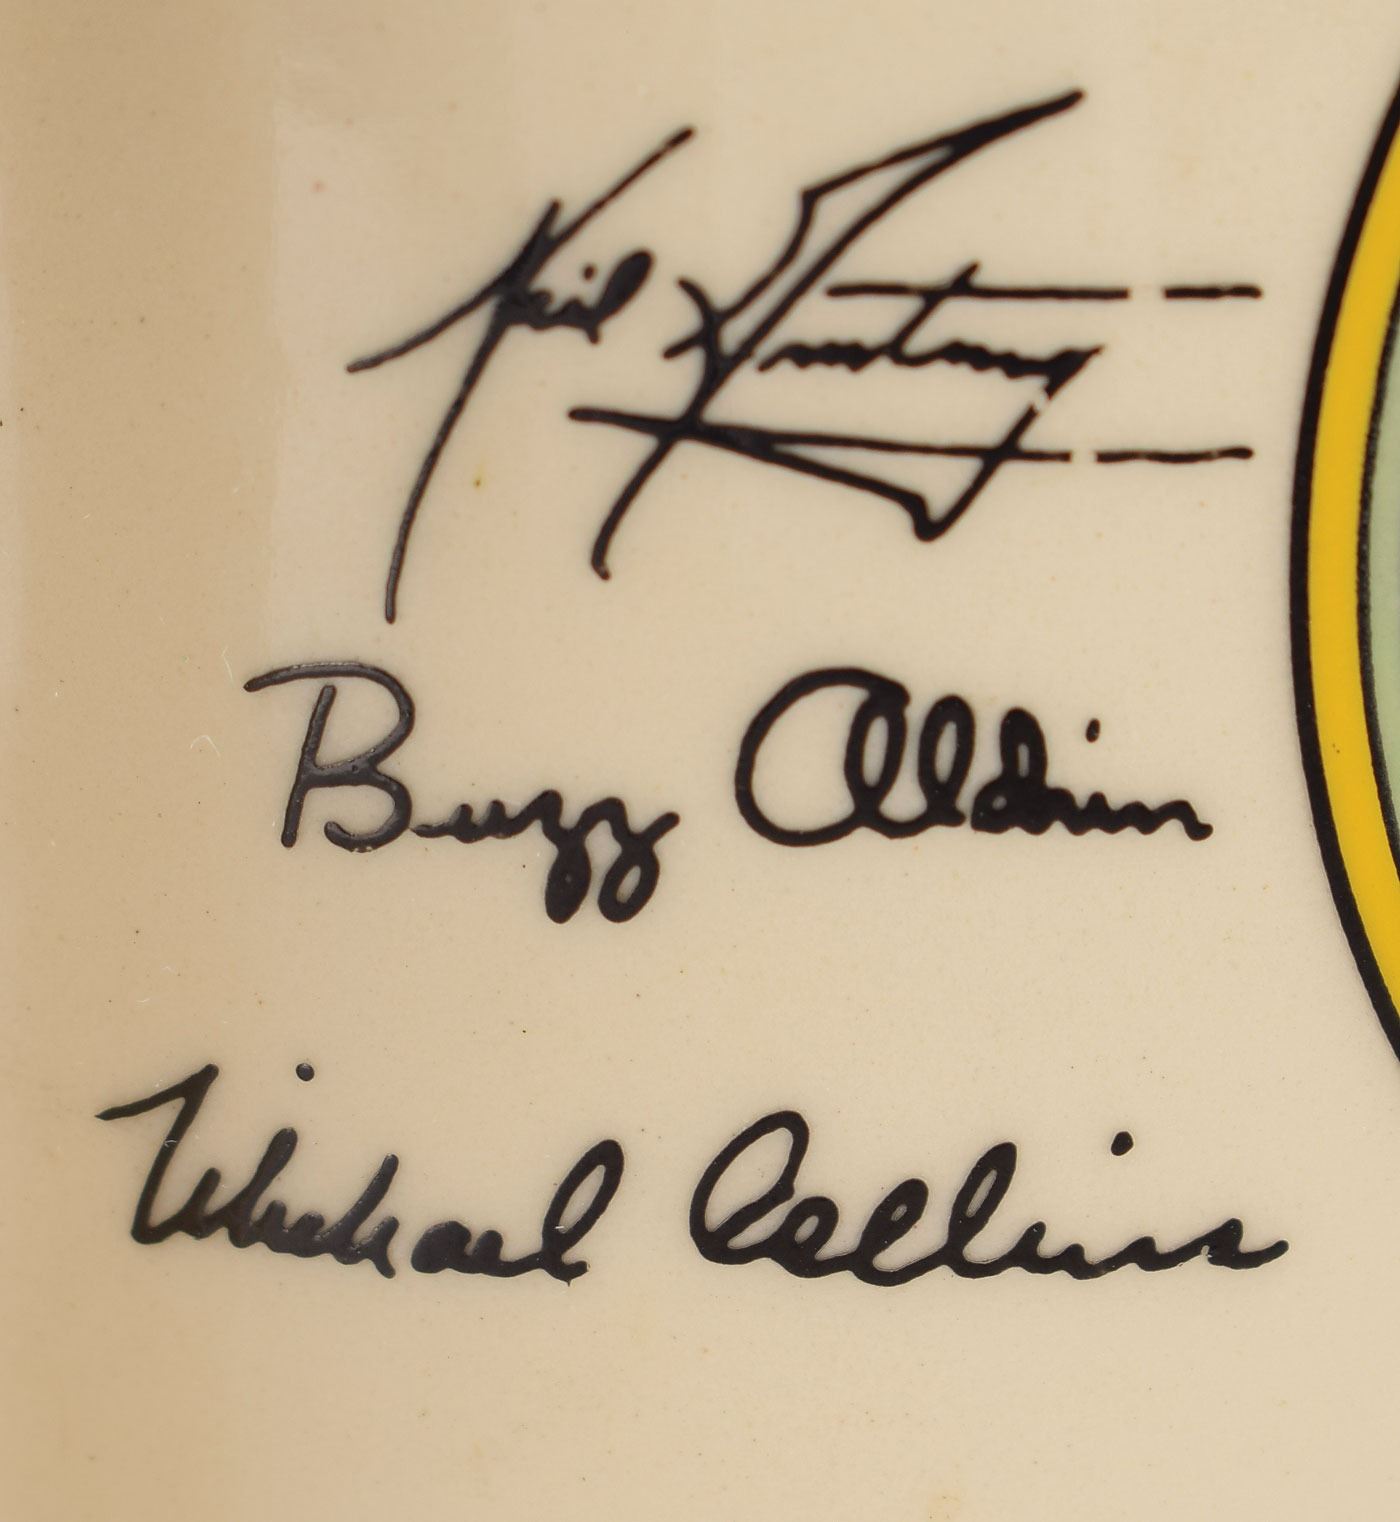 Neil Armstrong
Buzz Aldrin
Michael Collins